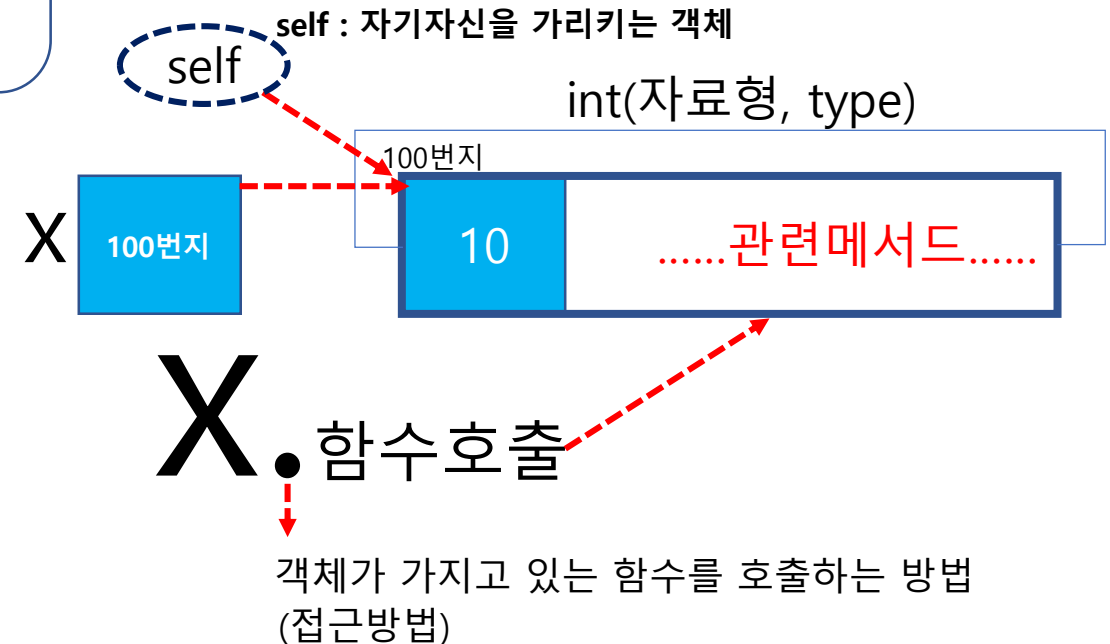 self : 자기자신을 가리키는 객체
self
int(자료형, type)
100번지
X
100번지
10
......관련메서드......
X.함수호출
객체가 가지고 있는 함수를 호출하는 방법
(접근방법)